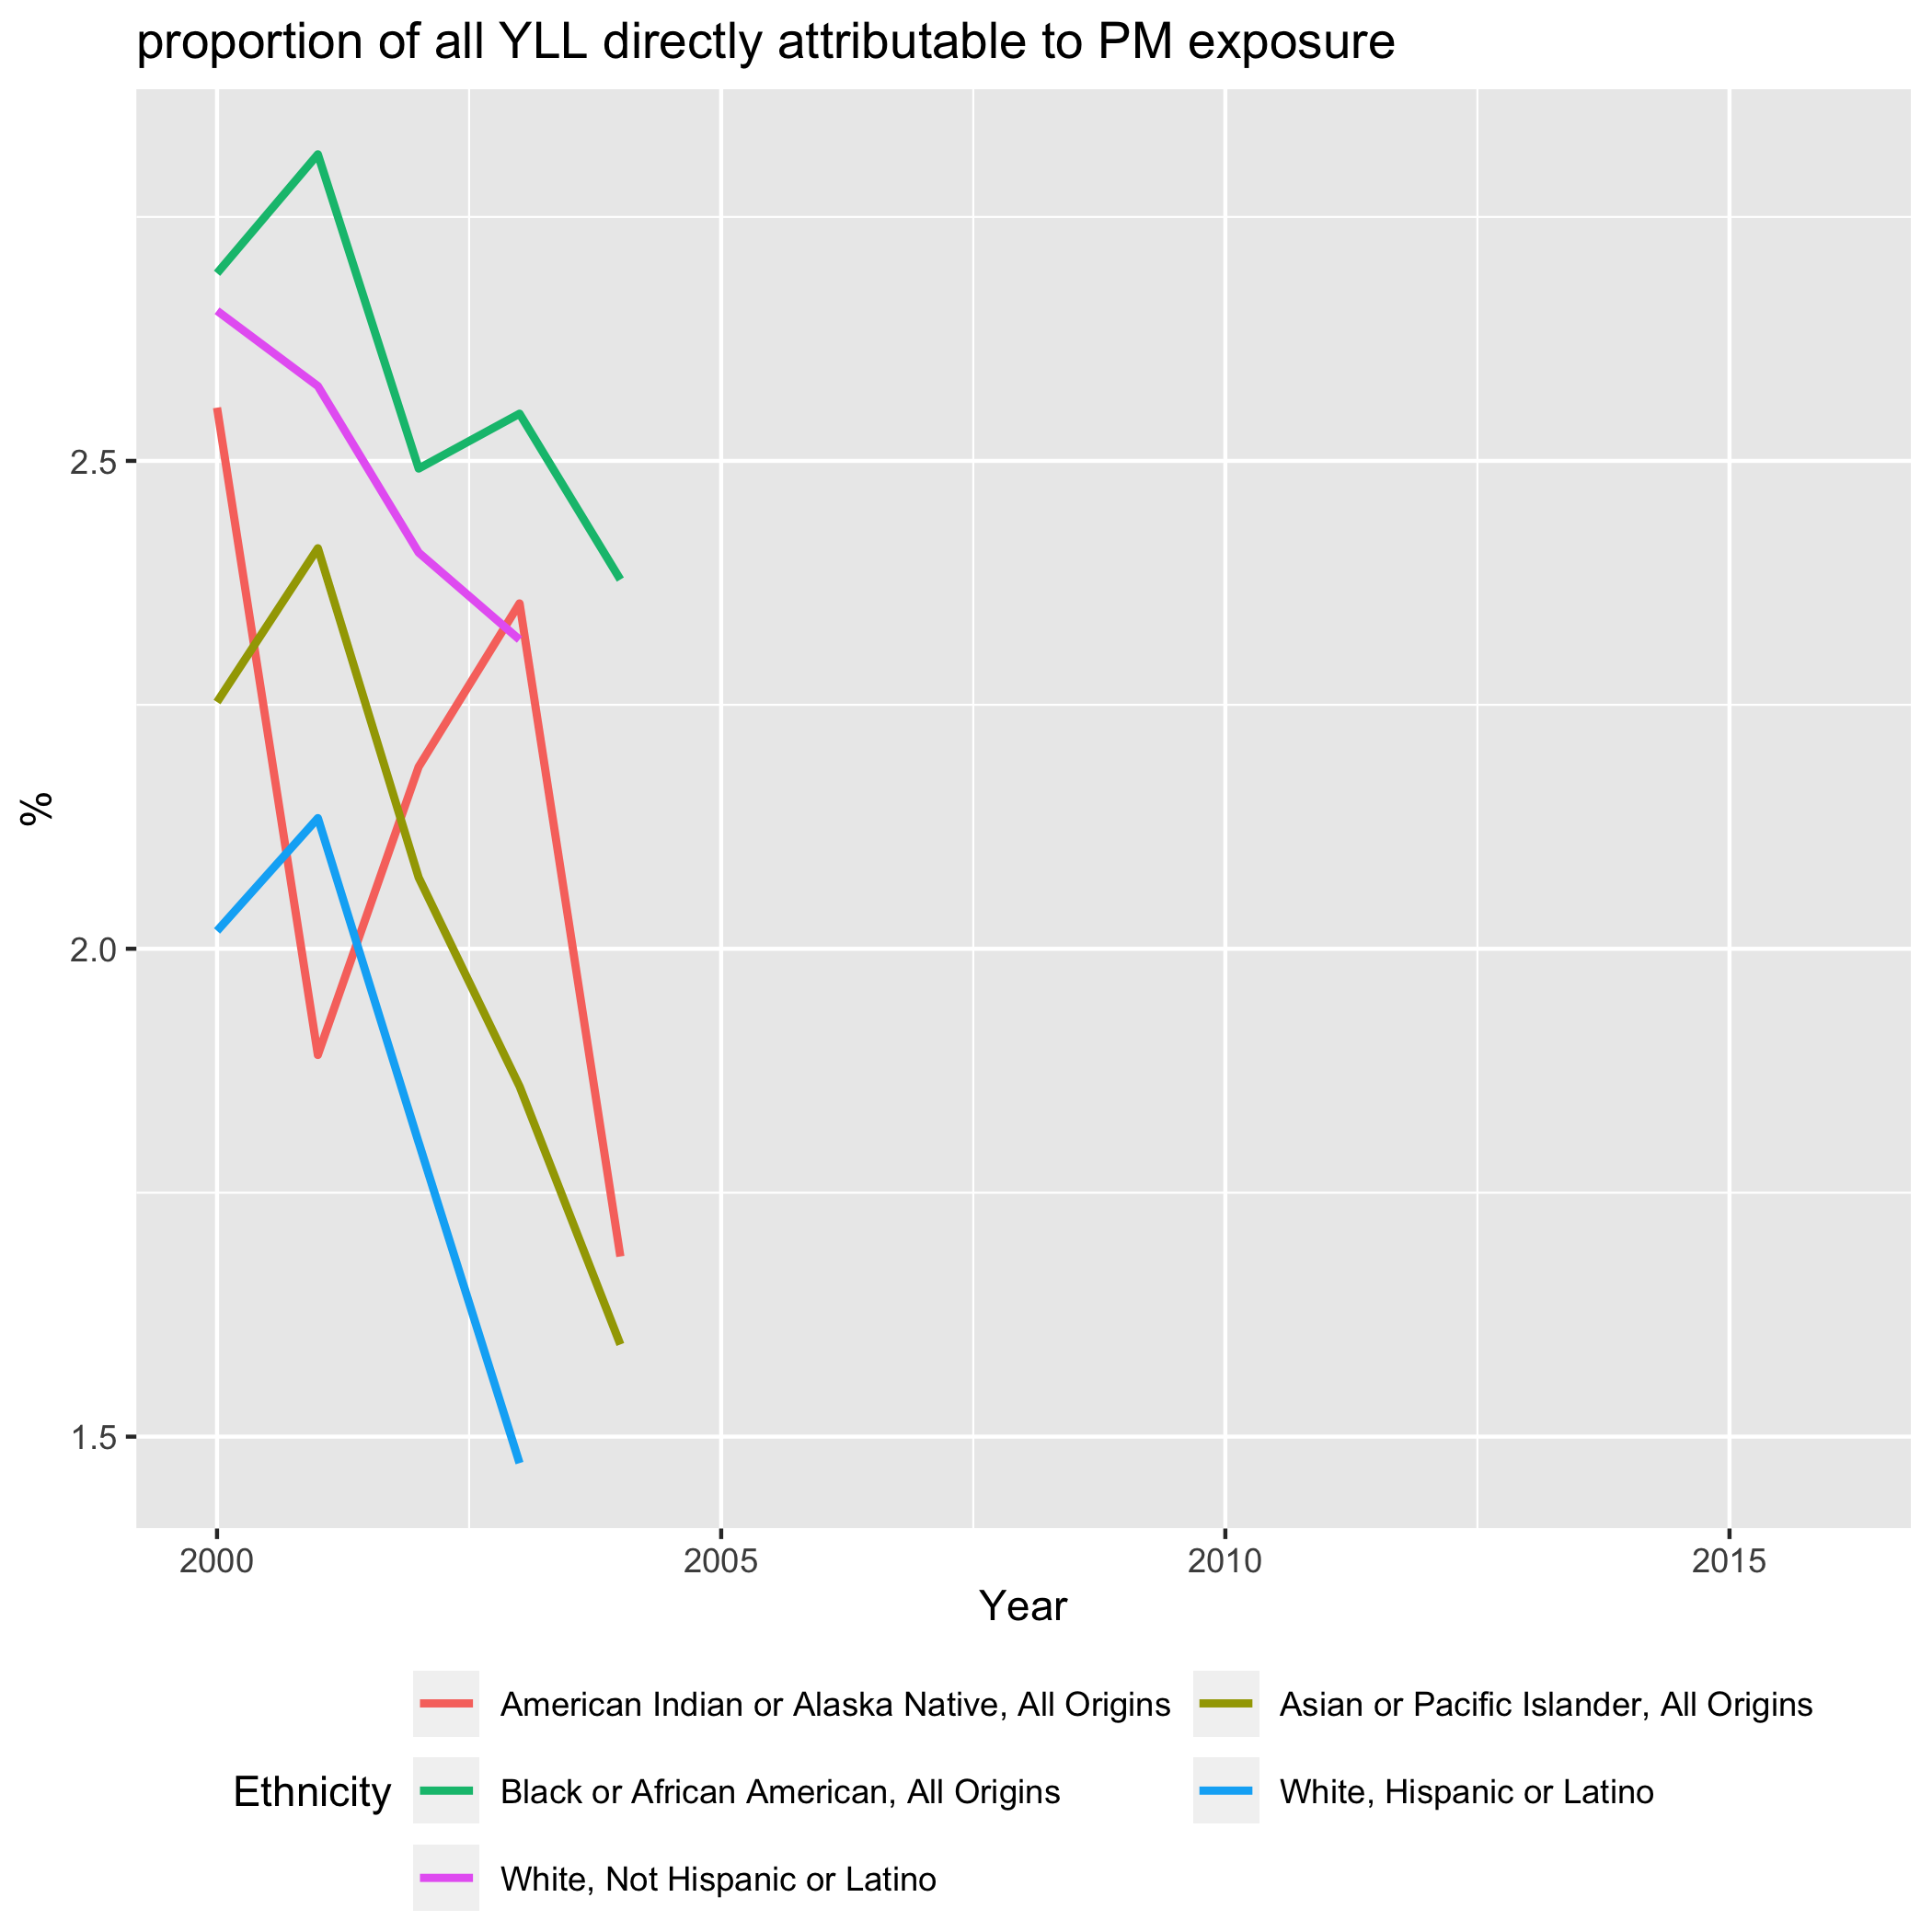 proportion of all YLL directly attributable to PM exposure
%
2.5
2.0
1.5
2000 2005 2010 2015
Year
Ethnicity
American Indian or Alaska Native, All Origins
Asian or Pacific Islander, All Origins
Black or African American, All Origins
White, Hispanic or Latino
White, Not Hispanic or Latino